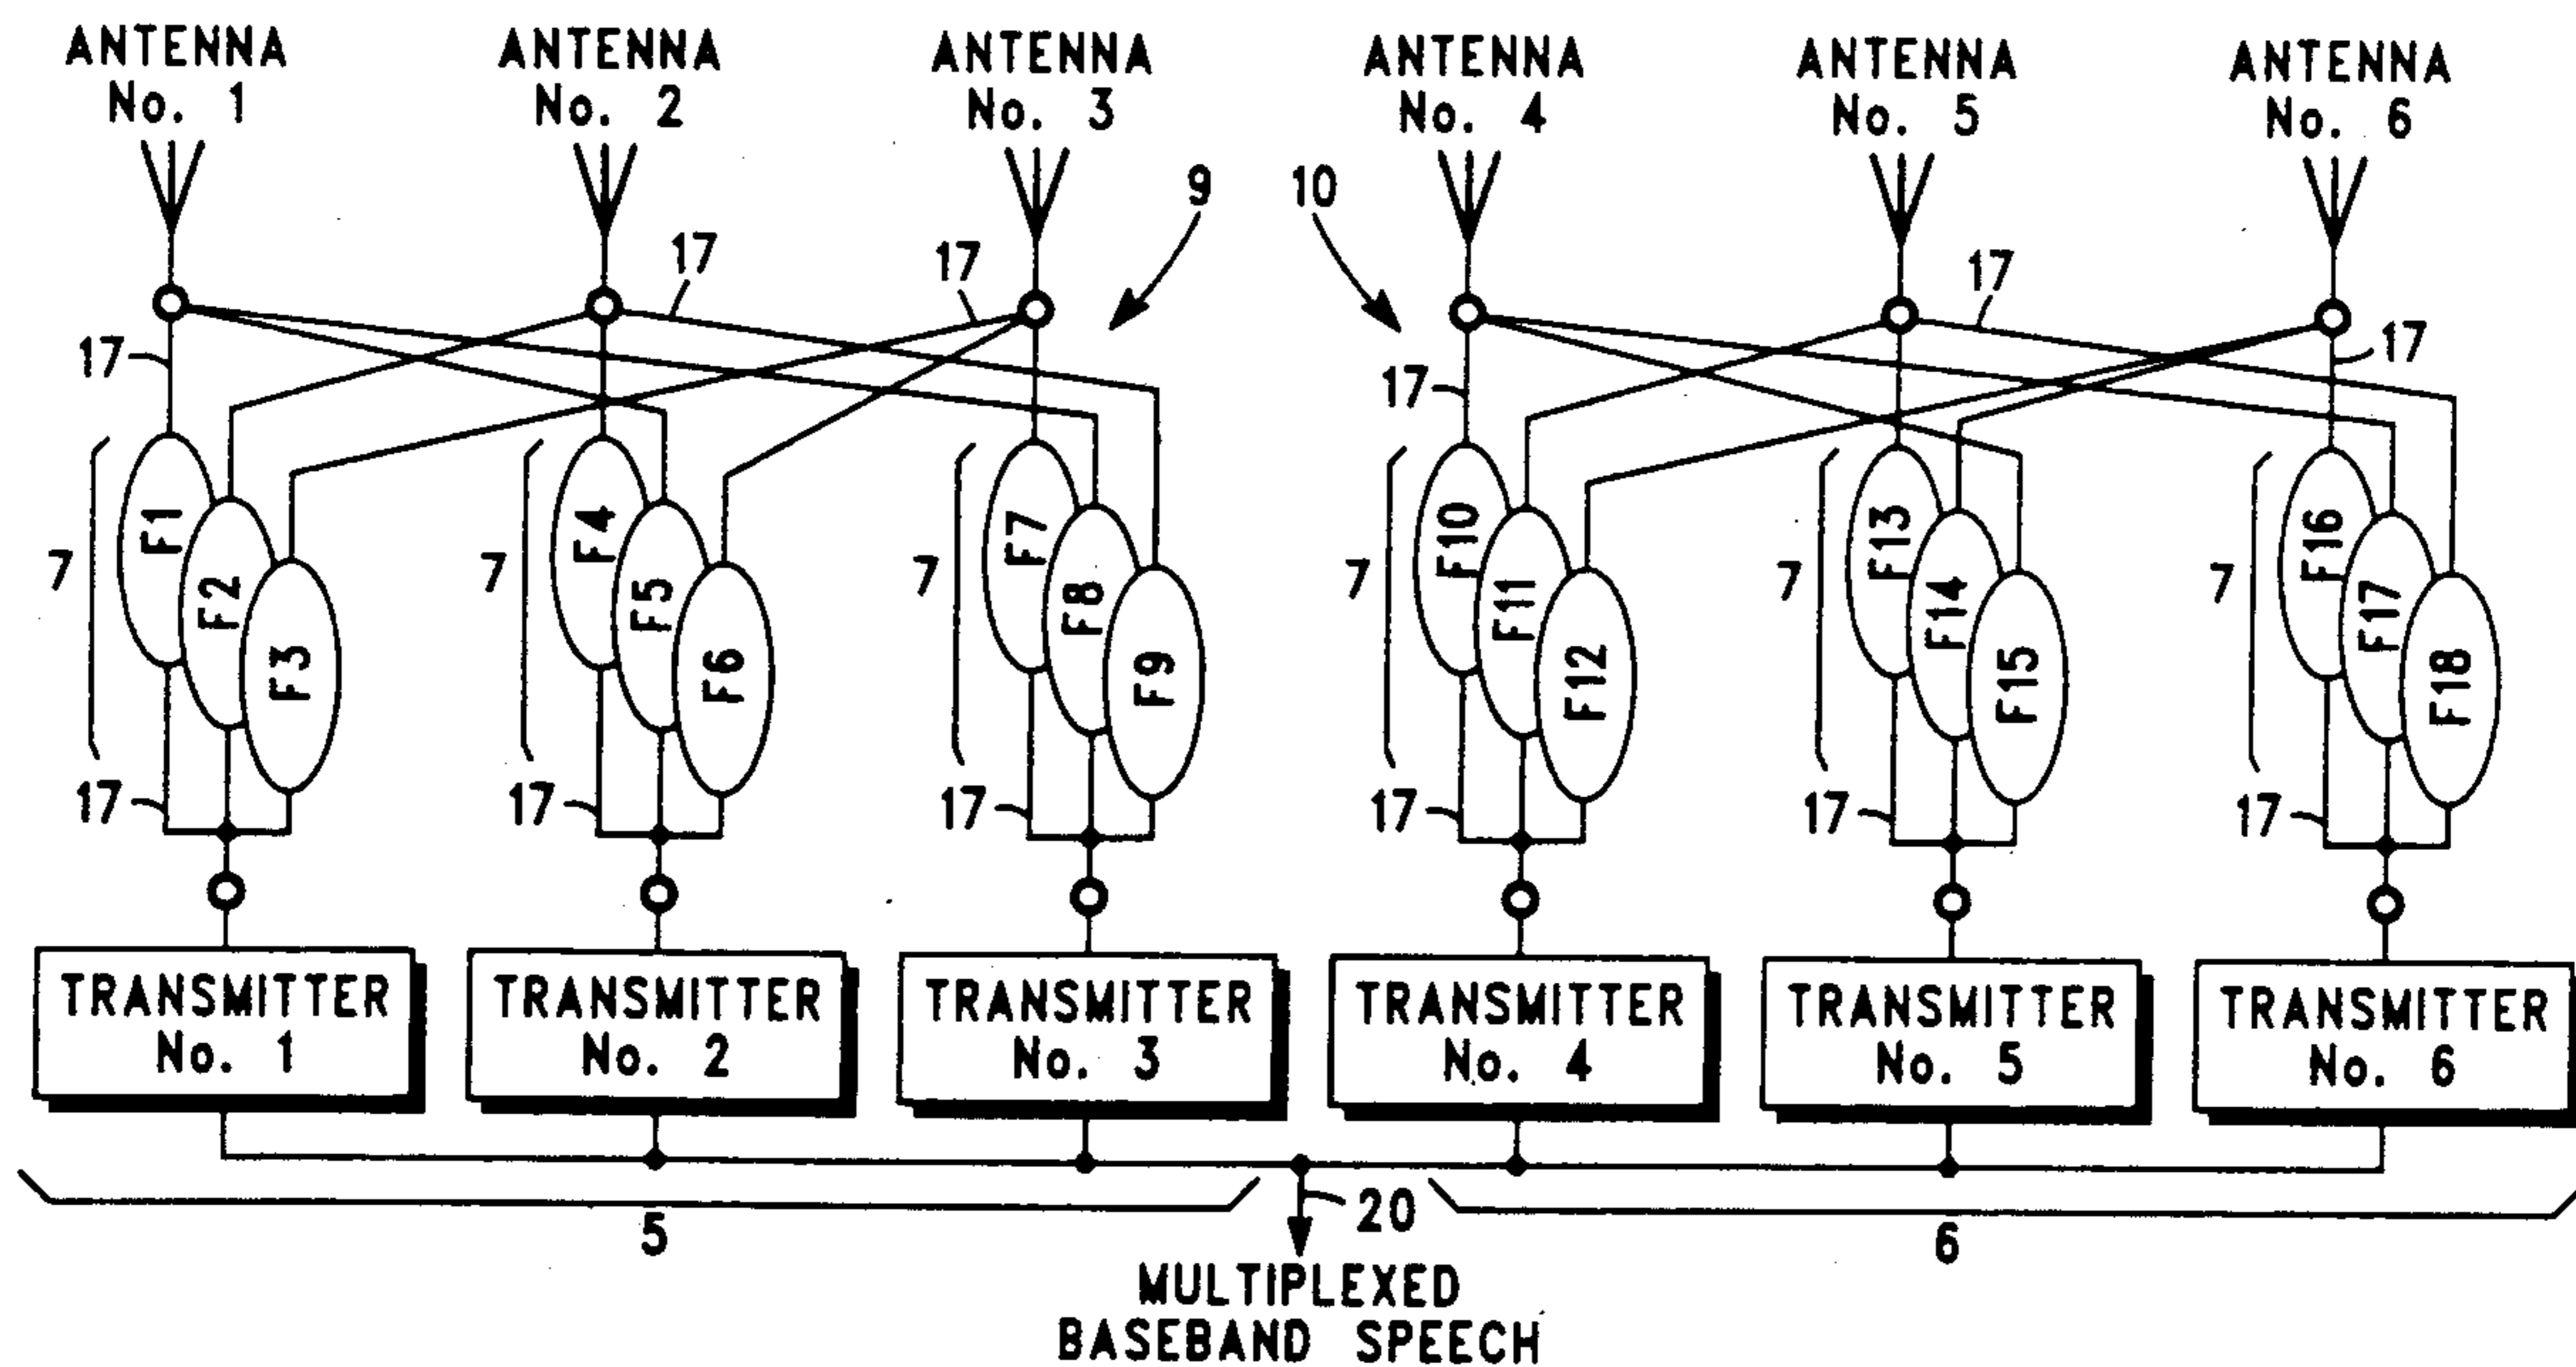 ANTENNA No. 1
ANTENNA No. 2
ANTENNA No. 3
ANTENNA No. 4
ANTENNA No. 5
ANTENNA No. 6
9
10
17
17
17
17
17
17
7
F1
F2
F3
7
F4
F5
F6
7
F7
F8
F9
7
F10
F11
F12
7
F13
F14
F15
7
F16
F17
F18
17
17
17
17
17
17
TRANSMITTER No. 1
TRANSMITTER No. 2
TRANSMITTER No. 3
TRANSMITTER No. 4
TRANSMITTER No. 5
TRANSMITTER No. 6
5
20
6
MULTIPLEXED
BASEBAND SPEECH